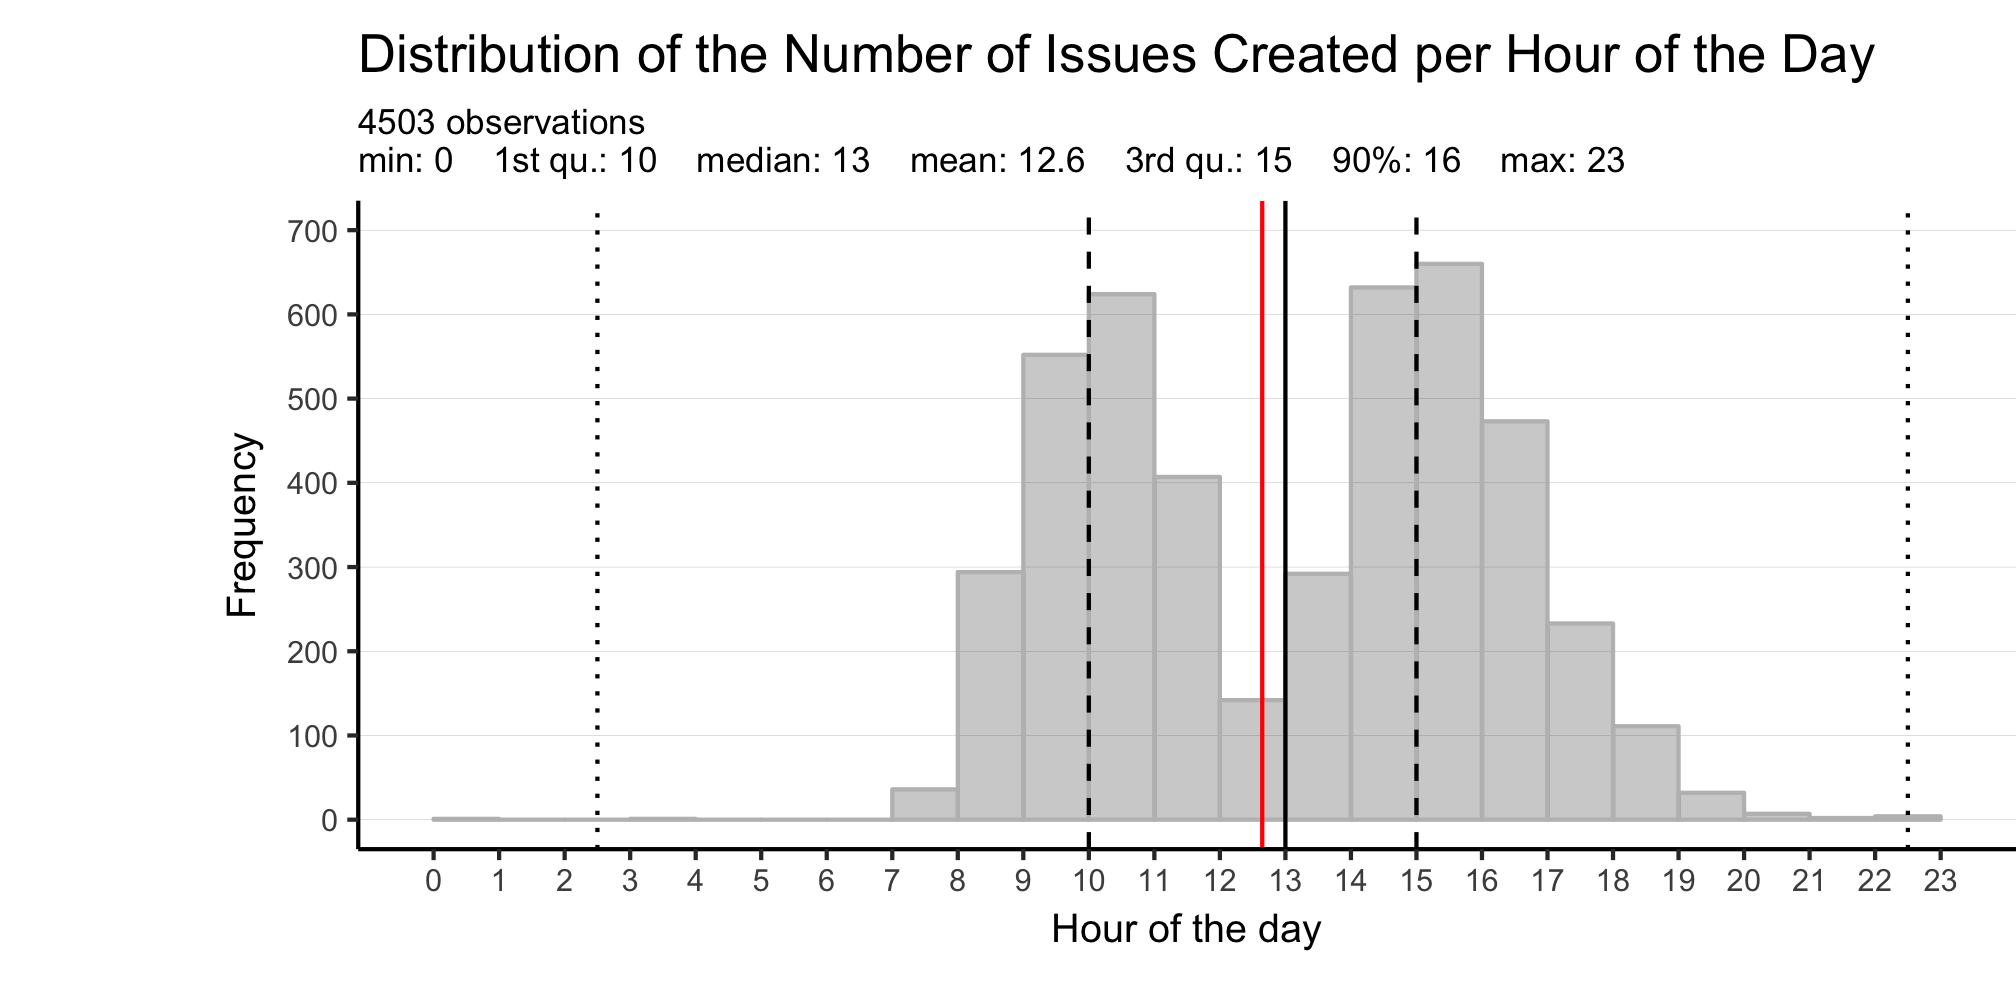 Distribution of the Number of Issues Created per Hour of the Day
4503 observations
min: 0 1st qu.: 10 median: 13 mean: 12.6 3rd qu.: 15 90%: 16 max: 23
700
600
500
400
300
200
100
0
Frequency
0 1 2 3 4 5 6 7 8 9 10 11 12 13 14 15 16 17 18 19 20 21 22 23
Hour of the day